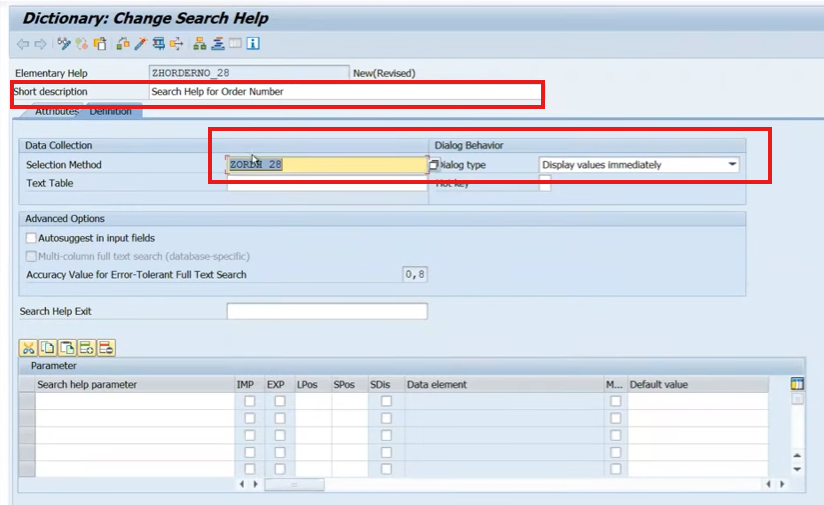 Dictionary: Change Search Help
Elementary Help ZHORDERNO_28 New(Revised)
Short description Search Help for Order Number
Attributes Definition
Data Collection Dialog Behavior
Selection Method 28 Dialog type Display values immediately
Text Table Hot key
Advanced Options
Autosuggest in input fields
Multi-column full text search (database-specific)
Accuracy Value for Error-Tolerant Full Text Search 0,8
Search Help Exit
Parameter
Search help parameter IMP EXP LPos SPos SDis Data element M... Default value